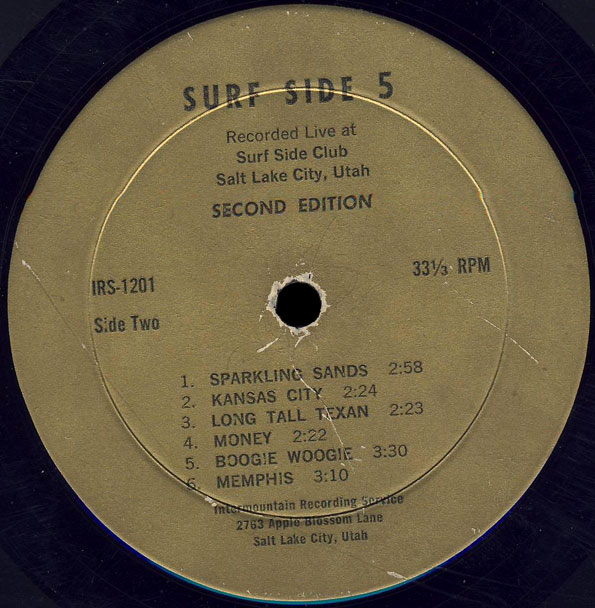 SURF SIDE 5
Recorded Live at
Surf Side Club
Salt Lake City, Utah
SECOND EDITION
IRS-1201
33⅓ RPM
Side Two
1. SPARKLING SANDS 2:58
2. KANSAS CITY 2:24
3. LONG TALL TEXAN 2:23
4. MONEY 2:22
5. BOOGIE WOOGIE 3:30
6. MEMPHIS 3:10
Intermountain Recording Service
2763 Apple Blossom Lane
Salt Lake City, Utah